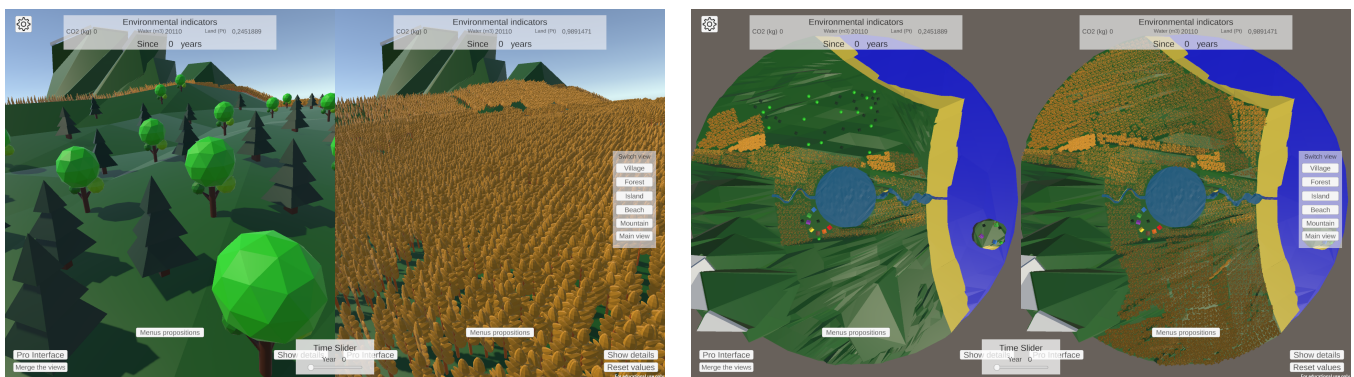 Environmental indicators
CO2 (kg) 0 Water (m3) 20110 Land (Pt) 0,2451889
Since 0 years
Environmental indicators
CO2 (kg) 0 Water (m3) 20110 Land (Pt) 0,9891471
Since 0 years
Switch view
Village
Forest
Island
Beach
Mountain
Main view
Menus propositions
Menus propositions
Pro Interface
Merge the views
Show details
Time Slider
Year 0
Pro Interface
Show details
Reset values
Environmental indicators
CO2 (kg) 0 Water (m3) 20110 Land (Pt) 0,2451889
Since 0 years
Environmental indicators
CO2 (kg) 0 Water (m3) 20110 Land (Pt) 0,9891471
Since 0 years
Switch view
Village
Forest
Island
Beach
Mountain
Main view
Menus propositions
Menus propositions
Pro Interface
Merge the views
Show details
Time Slider
Year 0
Pro Interface
Show details
Reset values